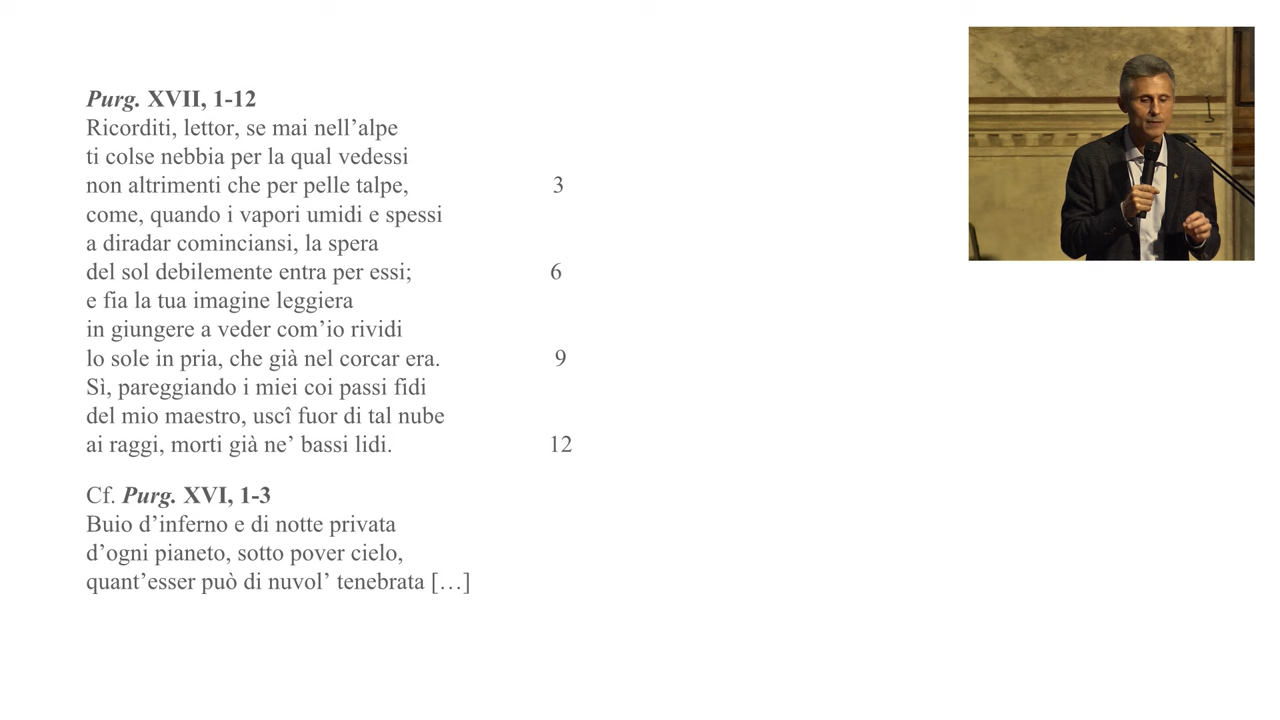 Purg. XVII, 1-12
Ricorditi, lettor, se mai nell’alpe
ti colse nebbia per la qual vedessi
non altrimenti che per pelle talpe, 3
come, quando i vapori umidi e spessi
a diradar cominciansi, la spera
del sol debilemente entra per essi; 6
e fia la tua imagine leggiera
in giungere a veder com’io rividi
lo sole in pria, che già nel corcar era. 9
Sì, pareggiando i miei coi passi fidi
del mio maestro, uscî fuor di tal nube
ai raggi, morti già ne’ bassi lidi. 12
Cf. Purg. XVI, 1-3
Buio d’inferno e di notte privata
d’ogni pianeto, sotto pover cielo,
quant’esser può di nuvol’ tenebrata […]